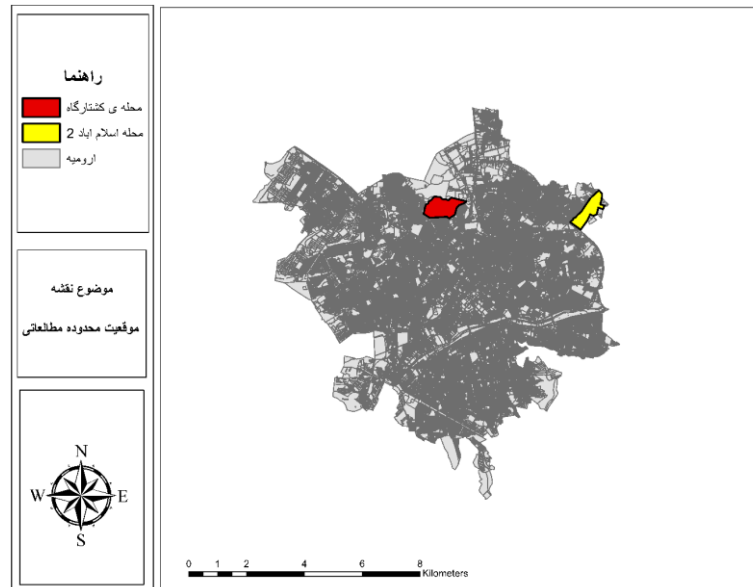 راهنما
محله ی کشتارگاه
محله اسلام اباد 2
ارومیه
موضوع نقشه
موقعیت محدوده مطالعاتی
N
W E
S
0 1 2 4 6 8
Kilometers